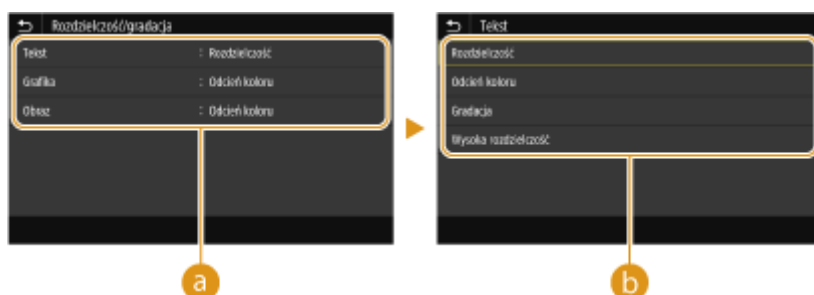 Rozdzielczość/gradacja
Tekst : Rozdzielczość
Grafika : Odcień koloru
Obraz : Odcień koloru
a
Tekst
Rozdzielczość
Odcień koloru
Gradacja
Wysoka rozdzielczość
b